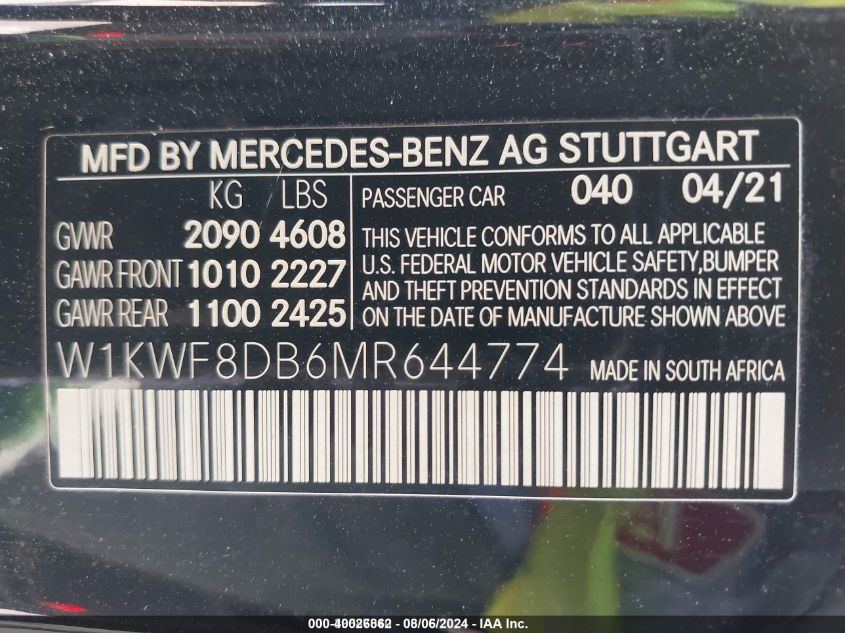 MFD BY MERCEDES-BENZ AG STUTTGART
KG LBS
GVWR 2090 4608
GAWR FRONT 1010 2227
GAWR REAR 1100 2425
PASSENGER CAR 040 04/21
THIS VEHICLE CONFORMS TO ALL APPLICABLE
U.S. FEDERAL MOTOR VEHICLE SAFETY,BUMPER
AND THEFT PREVENTION STANDARDS IN EFFECT
ON THE DATE OF MANUFACTURE SHOWN ABOVE
W1KWF8DB6MR644774 MADE IN SOUTH AFRICA
08/06/2024 - IAA Inc.